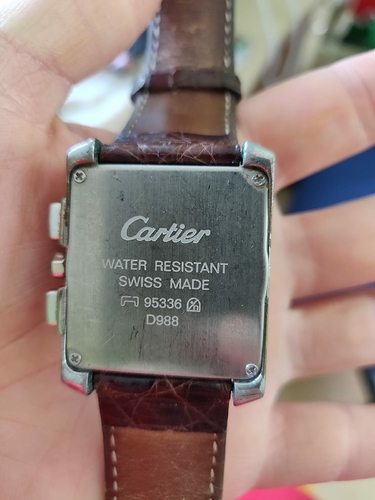 Cartier
WATER RESISTANT
SWISS MADE
95336
D988